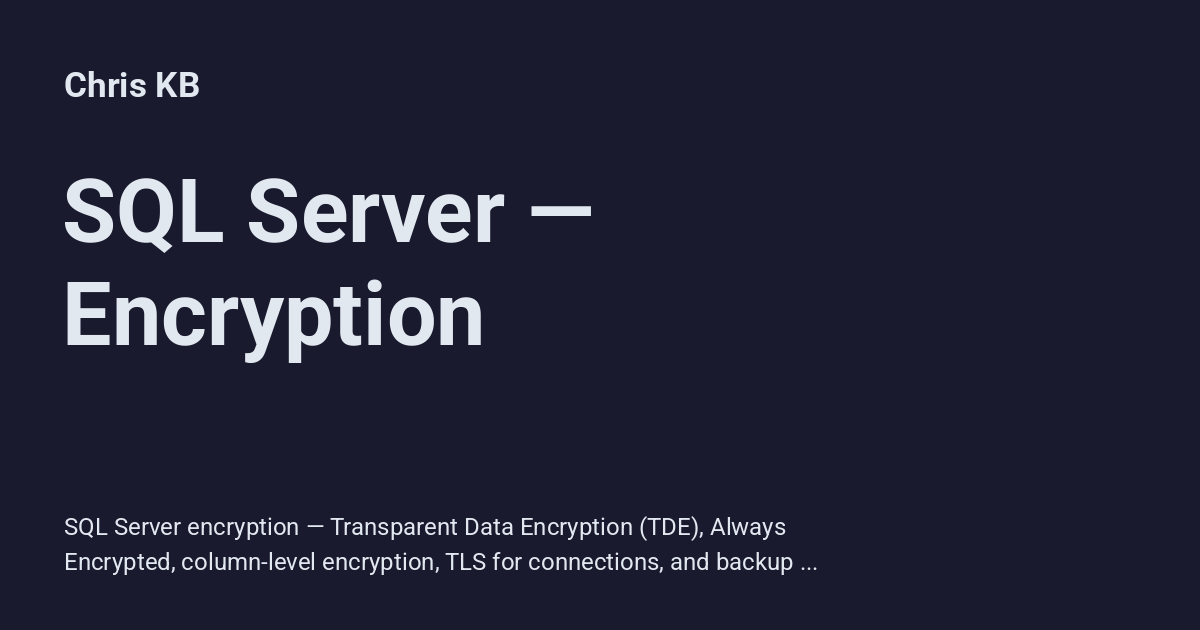 Chris KB
SQL Server —
Encryption
SQL Server encryption — Transparent Data Encryption (TDE), Always
Encrypted, column-level encryption, TLS for connections, and backup ...